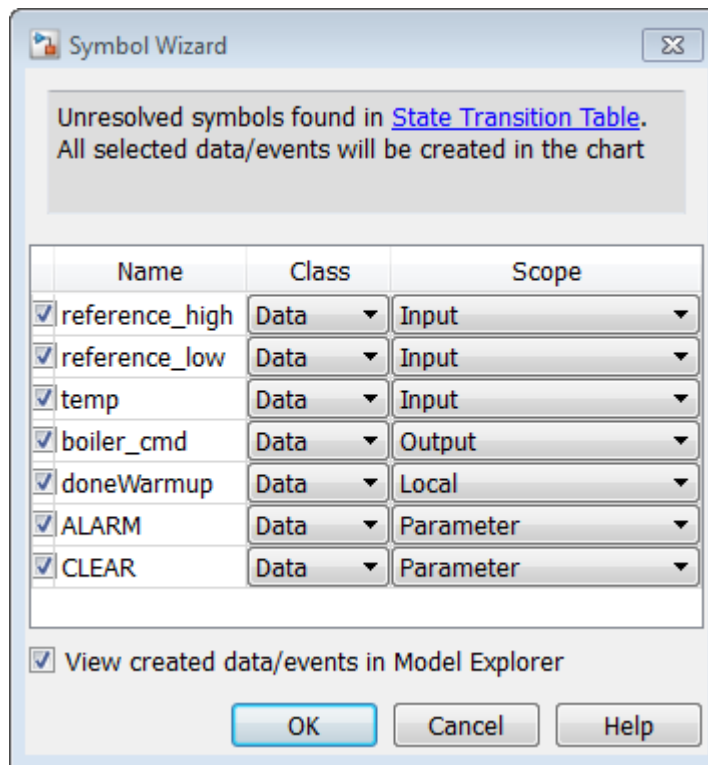 Symbol Wizard
Unresolved symbols found in State Transition Table.
All selected data/events will be created in the chart
Name Class Scope
reference_high Data Input
reference_low Data Input
temp Data Input
boiler_cmd Data Output
doneWarmup Data Local
ALARM Data Parameter
CLEAR Data Parameter
View created data/events in Model Explorer
OK Cancel Help